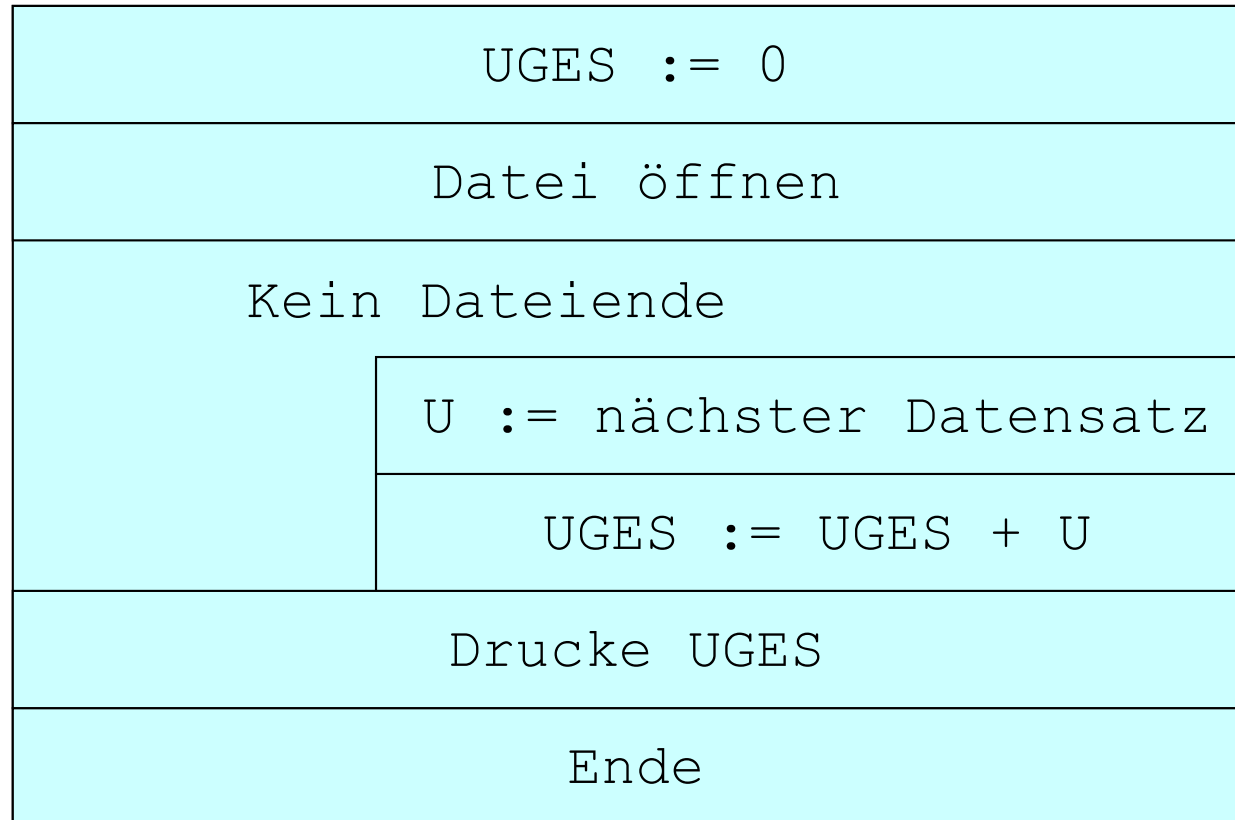 UGES := 0
Datei öffnen
Kein Dateiende
U := nächster Datensatz
UGES := UGES + U
Drucke UGES
Ende